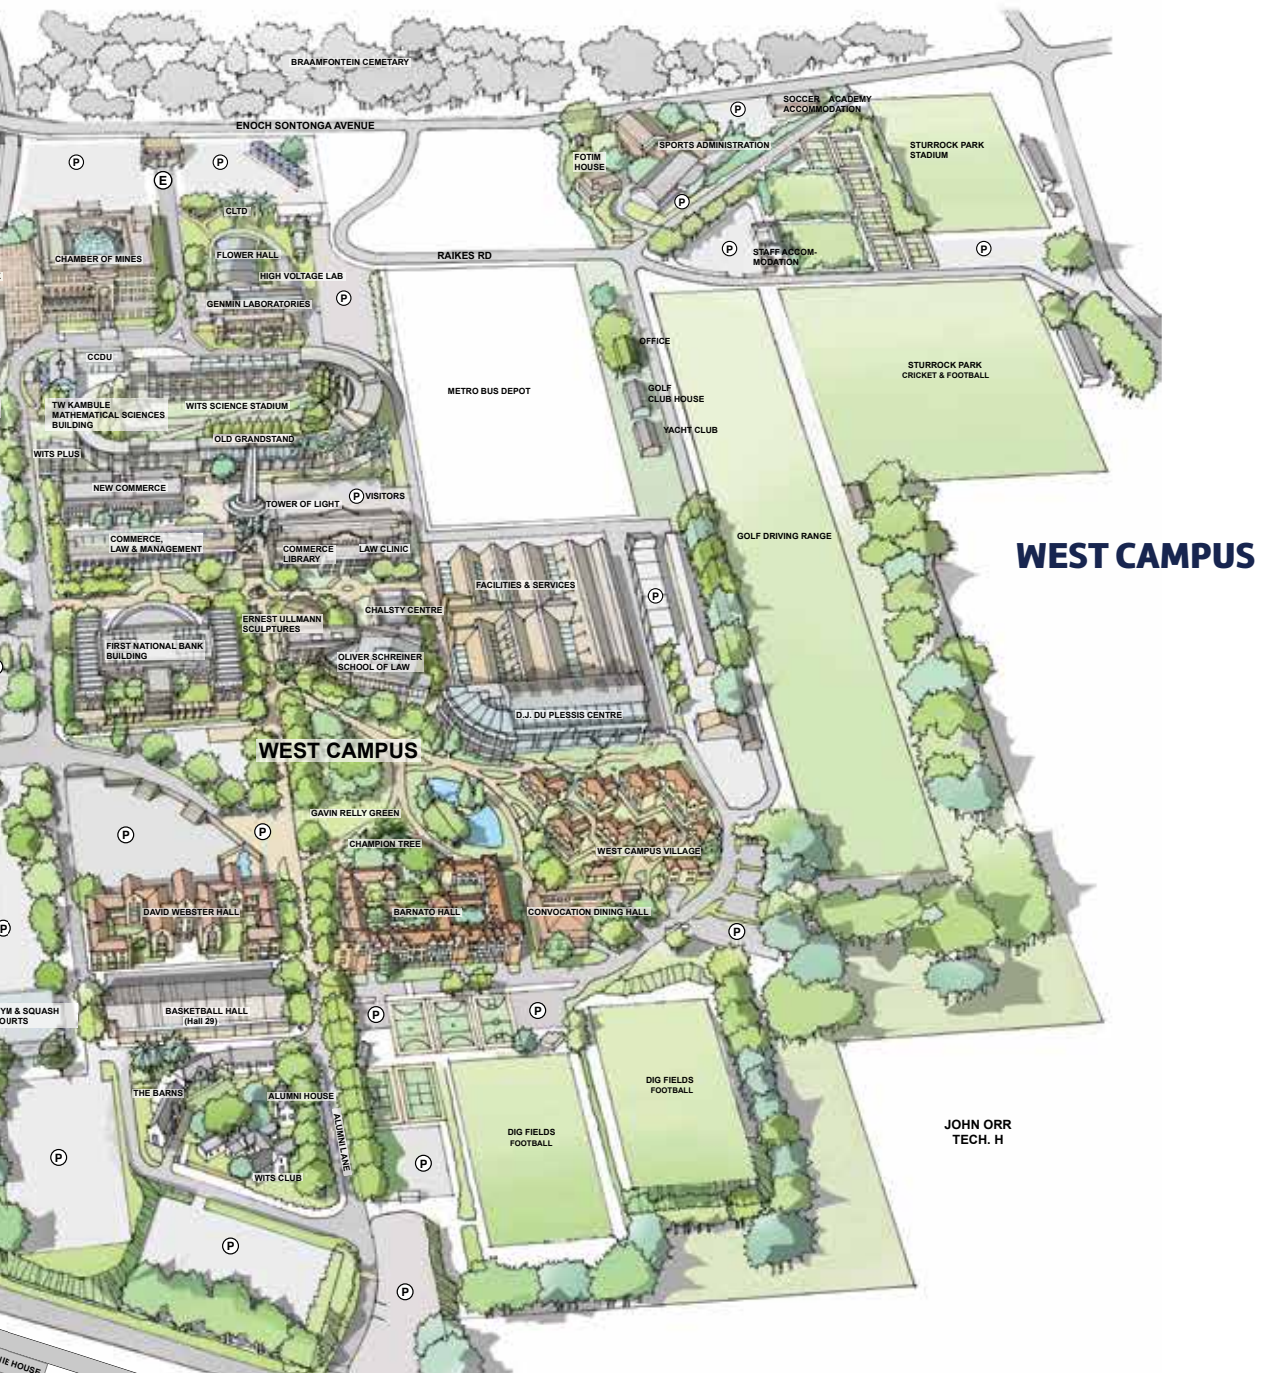 BRAAMFONTEIN CEMETARY
SOCCER ACADEMY
ACCOMMODATION
P
ENOCH SONTONGA AVENUE
SPORTS ADMINISTRATION
STURROCK PARK
STADIUM
FOTIM
HOUSE
P
P
E
P
CLTD
CHAMBER OF MINES
FLOWER HALL
RAIKES RD
P
STAFF ACCOM-
MODATION
P
HIGH VOLTAGE LAB
GENMIN LABORATORIES
P
OFFICE
CCDU
STURROCK PARK
CRICKET & FOOTBALL
METRO BUS DEPOT
GOLF
CLUB HOUSE
TW KAMBULE
MATHEMATICAL SCIENCES
BUILDING
WITS SCIENCE STADIUM
YACHT CLUB
OLD GRANDSTAND
WITS PLUS
NEW COMMERCE
TOWER OF LIGHT
P VISITORS
GOLF DRIVING RANGE
COMMERCE,
LAW & MANAGEMENT
COMMERCE
LIBRARY
LAW CLINIC
WEST CAMPUS
FACILITIES & SERVICES
P
CHALSTY CENTRE
ERNEST ULLMANN
SCULPTURES
FIRST NATIONAL BANK
BUILDING
OLIVER SCHREINER
SCHOOL OF LAW
D.J. DU PLESSIS CENTRE
WEST CAMPUS
GAVIN RELLY GREEN
P
P
CHAMPION TREE
WEST CAMPUS VILLAGE
DAVID WEBSTER HALL
BARNATO HALL
CONVOCATION DINING HALL
P
P
YM & SQUASH
OURTS
BASKETBALL HALL
(Hall 29)
P
P
THE BARNS
ALUMNI HOUSE
DIG FIELDS
FOOTBALL
ALUMNI LANE
DIG FIELDS
FOOTBALL
JOHN ORR
TECH. H
P
P
WITS CLUB
P
P
IE HOUSE